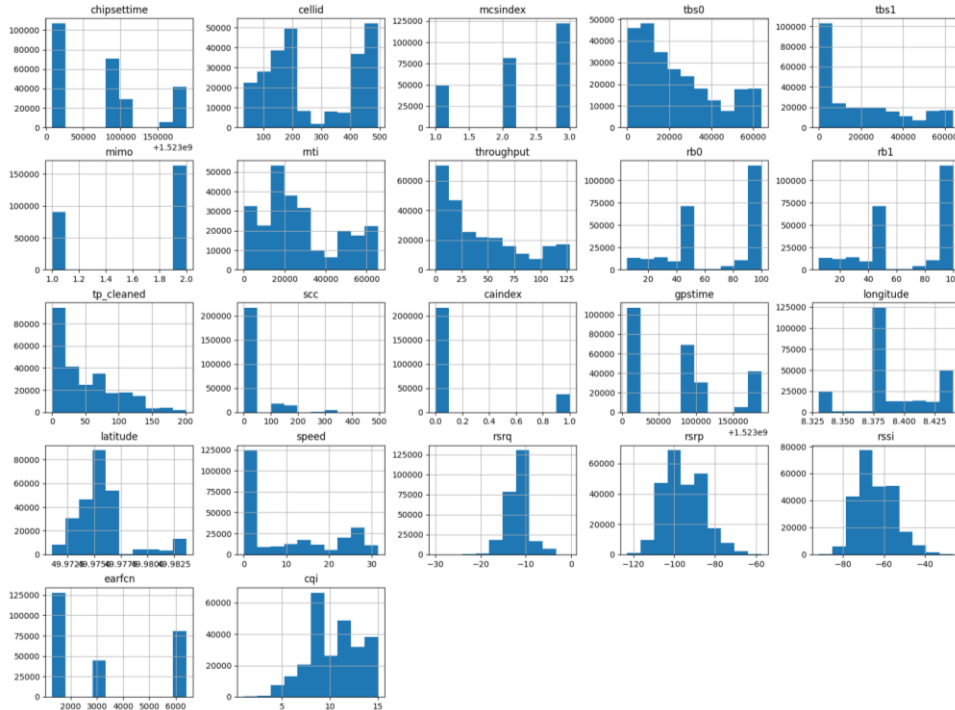 chipsettime
100000
80000
60000
40000
20000
0
0 50000 100000 150000
+1.523e9
cellid
50000
40000
30000
20000
10000
0
100 200 300 400 500
mcsindex
125000
100000
75000
50000
25000
0
1.0 1.5 2.0 2.5 3.0
tbs0
50000
40000
30000
20000
10000
0
0 20000 40000 60000
tbs1
100000
80000
60000
40000
20000
0
0 20000 40000 60000
mimo
150000
100000
50000
0
1.0 1.2 1.4 1.6 1.8 2.0
rnti
50000
40000
30000
20000
10000
0
0 20000 40000 60000
throughput
60000
40000
20000
0
0 25 50 75 100 125
rb0
100000
75000
50000
25000
0
20 40 60 80 100
rb1
100000
75000
50000
25000
0
20 40 60 80 100
tp_cleaned
80000
60000
40000
20000
0
0 50 100 150 200
scc
200000
150000
100000
50000
0
0 100 200 300 400 500
caindex
200000
150000
100000
50000
0
0.0 0.2 0.4 0.6 0.8 1.0
gpstime
100000
80000
60000
40000
20000
0
0 50000 100000 150000
+1.523e9
longitude
125000
100000
75000
50000
25000
0
8.325 8.350 8.375 8.400 8.425
latitude
80000
60000
40000
20000
0
speed
125000
100000
75000
50000
25000
0
0 10 20 30
rsrq
125000
100000
75000
50000
25000
0
−30 −20 −10 0
rsrp
60000
40000
20000
0
−120 −100 −80 −60
rssi
80000
60000
40000
20000
0
−80 −60 −40
earfcn
125000
100000
75000
50000
25000
0
2000 3000 4000 5000 6000
cqi
60000
40000
20000
0
5 10 15